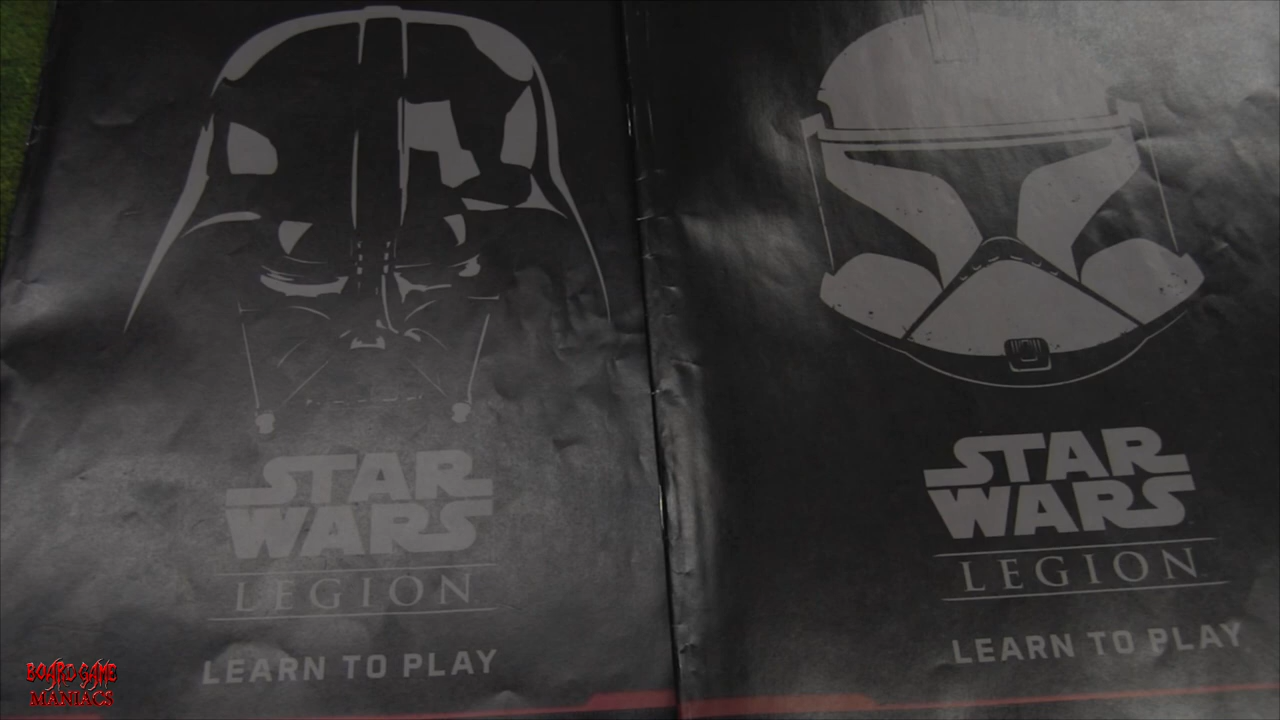 STAR
WARS
LEGION
LEARN TO PLAY
STAR
WARS
LEGION
LEARN TO PLAY
BOARD GAME
MANIACS